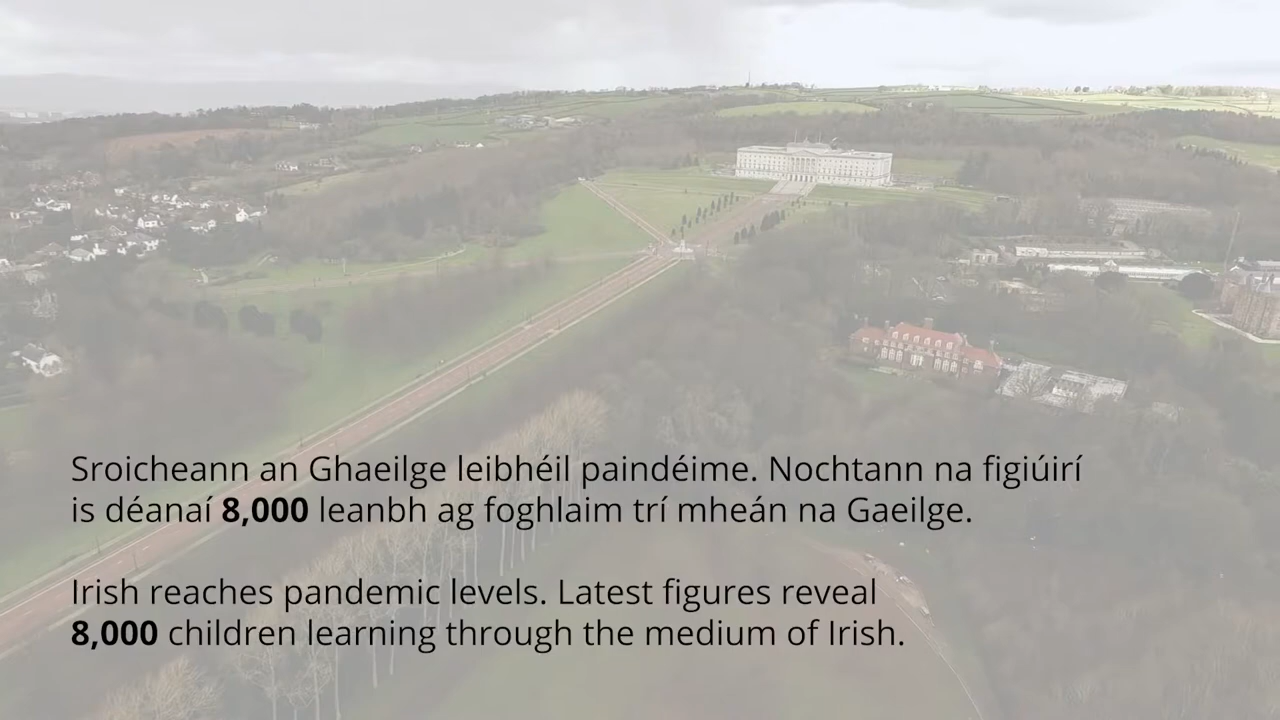 Sroicheann an Ghaeilge leibhéil paindéime. Nochtann na figiúirí
is déanaí 8,000 leanbh ag foghlaim trí mheán na Gaeilge.
Irish reaches pandemic levels. Latest figures reveal
8,000 children learning through the medium of Irish.